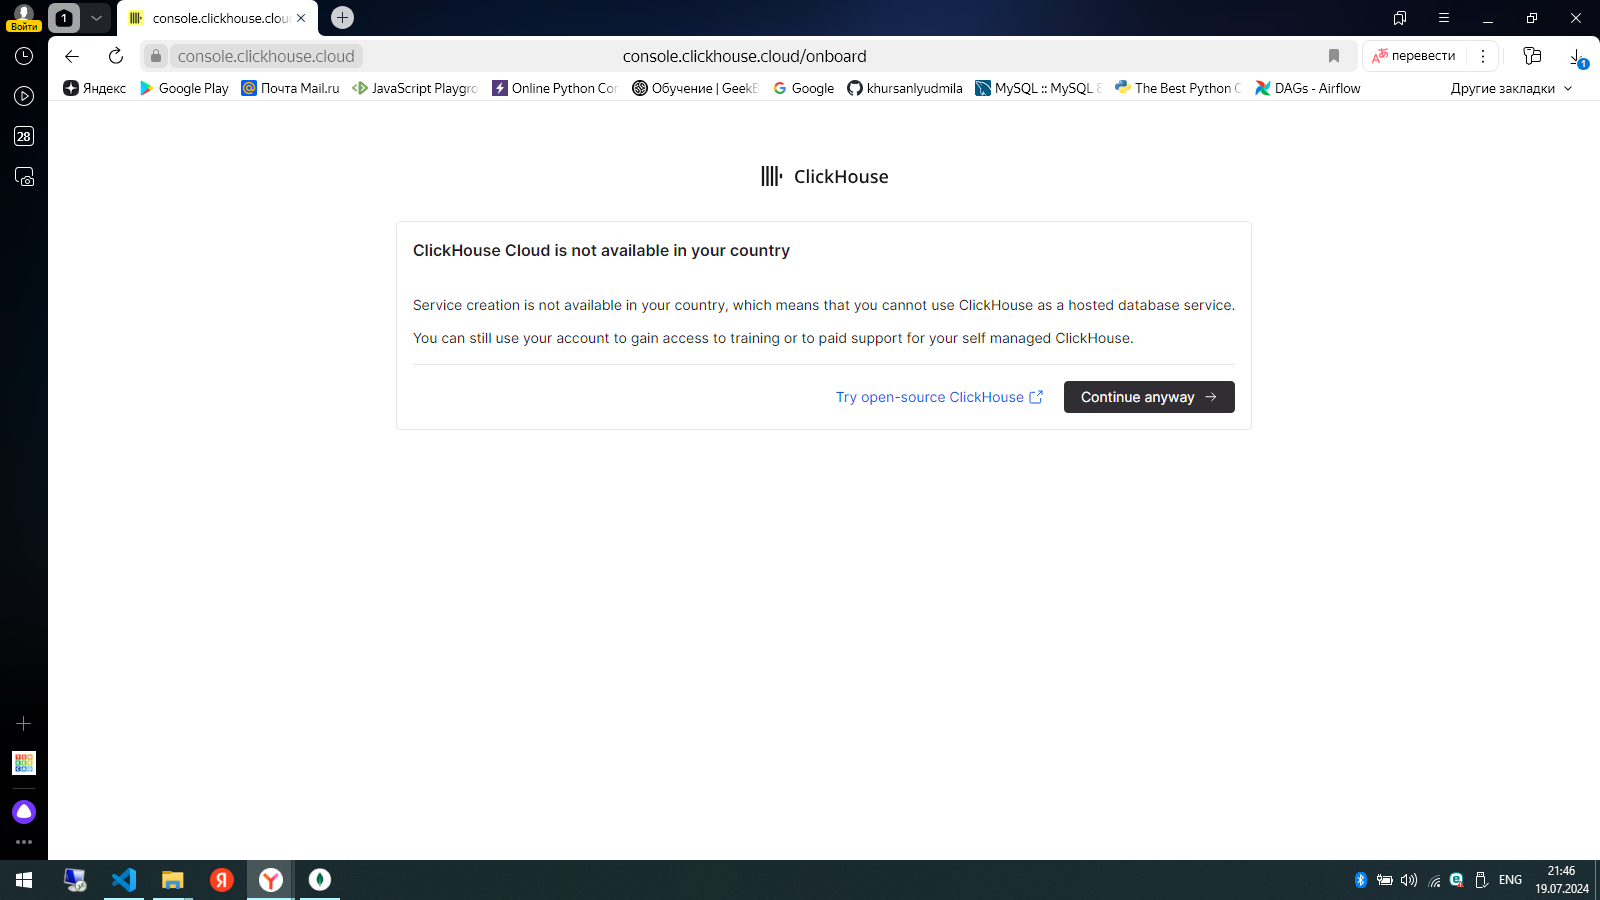 Войти
1
console.clickhouse.clou
console.clickhouse.cloud
console.clickhouse.cloud/onboard
перевести
1
Яндекс
Google Play
Почта Mail.ru
JavaScript Playgro
Online Python Cor
Обучение | GeekB
Google
khursanlyudmila
MySQL :: MySQL 8
The Best Python C
DAGs - Airflow
Другие закладки
28
ClickHouse
ClickHouse Cloud is not available in your country
Service creation is not available in your country, which means that you cannot use ClickHouse as a hosted database service.
You can still use your account to gain access to training or to paid support for your self managed ClickHouse.
Try open-source ClickHouse
Continue anyway
ENG
21:46
19.07.2024